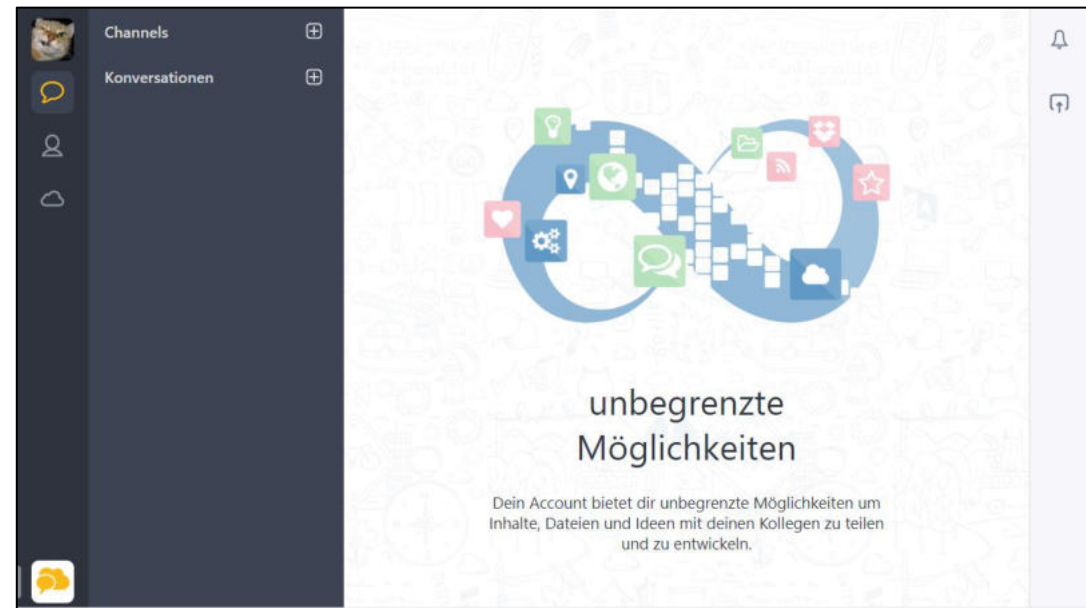 Channels
Konversationen
unbegrenzte
Möglichkeiten
Dein Account bietet dir unbegrenzte Möglichkeiten um
Inhalte, Dateien und Ideen mit deinen Kollegen zu teilen
und zu entwickeln.